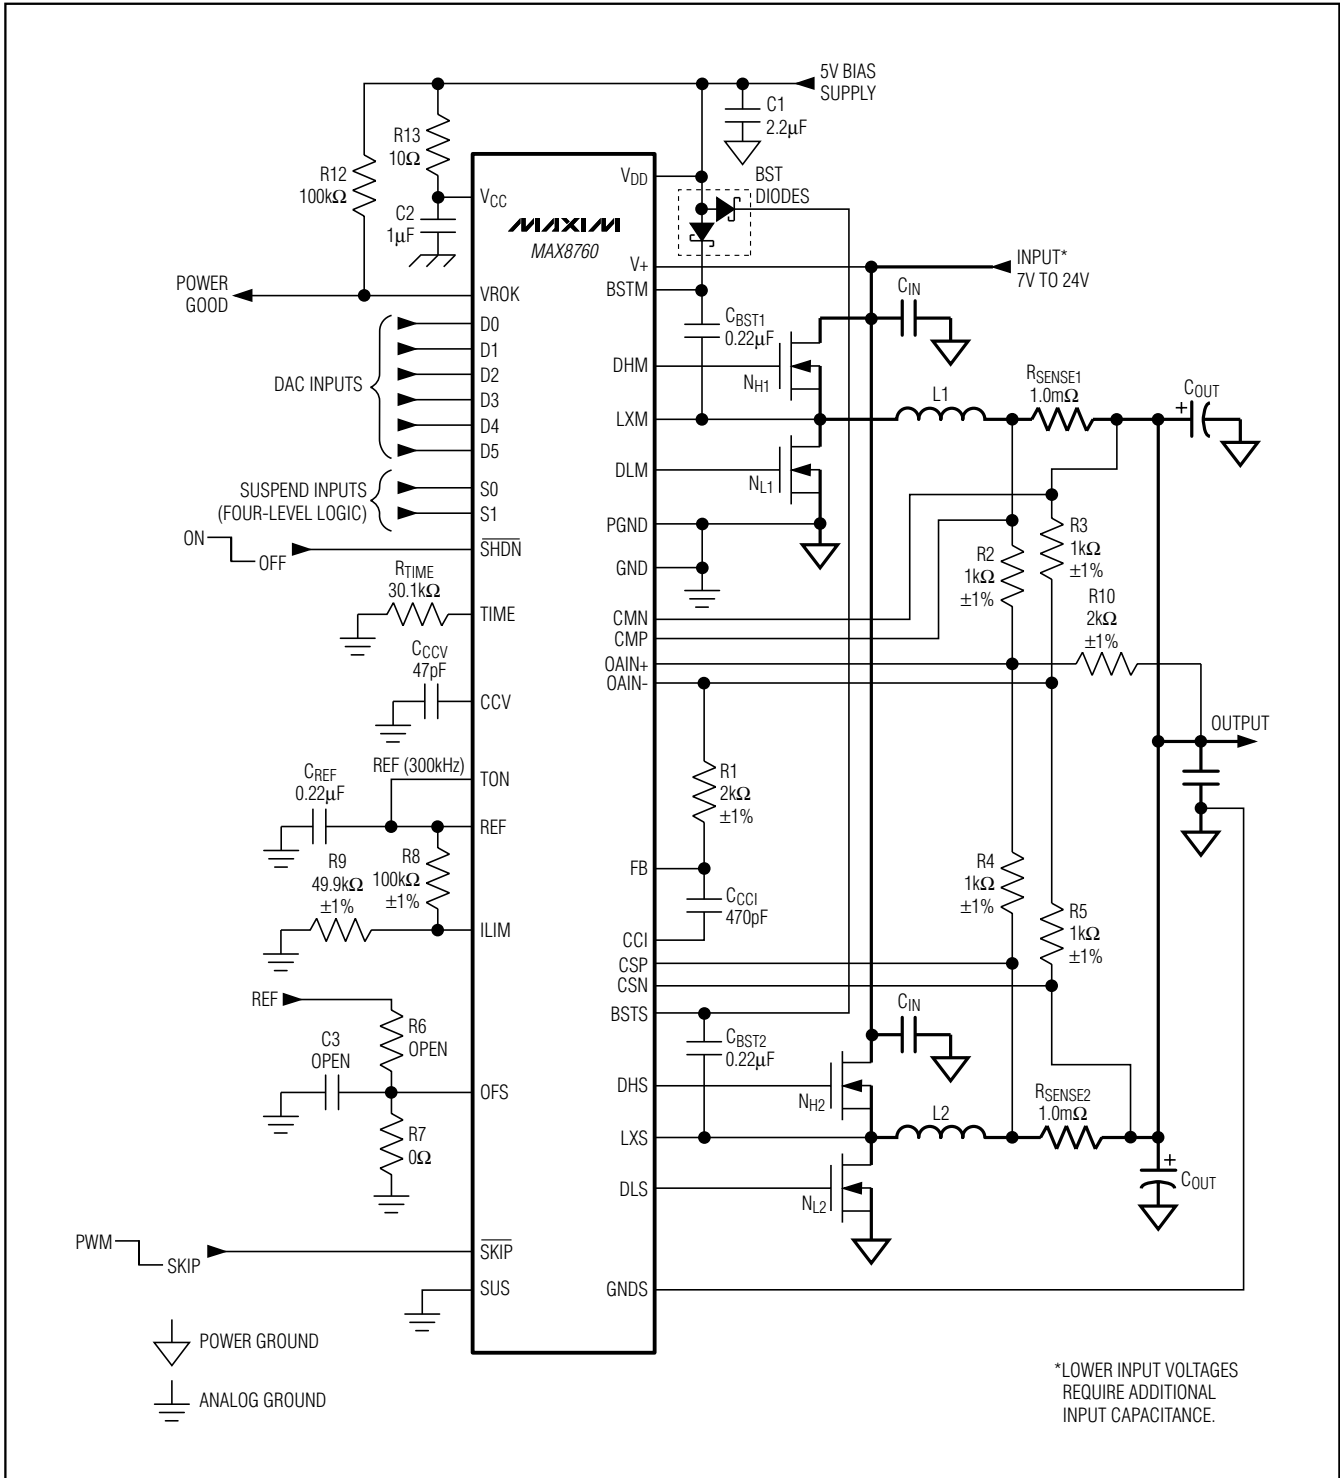 5V BIAS
SUPPLY
C1
2.2µF
R13
10Ω
R12
100kΩ
C2
1µF
VCC
MAXIM
MAX8760
VDD
BST
DIODES
V+
INPUT*
7V TO 24V
BSTM
CIN
POWER
GOOD
VROK
CBST1
0.22µF
DAC INPUTS
D0
D1
D2
D3
D4
D5
DHM
NH1
LXM
L1
RSENSE1
1.0mΩ
COUT
+
DLM
NL1
SUSPEND INPUTS
(FOUR-LEVEL LOGIC)
S0
S1
PGND
ON
OFF
SHDN
GND
R2
1kΩ
±1%
R3
1kΩ
±1%
R10
2kΩ
±1%
RTIME
30.1kΩ
TIME
CMN
CMP
OAIN+
OAIN-
CCCV
47pF
CCV
OUTPUT
REF (300kHz)
TON
CREF
0.22µF
REF
R1
2kΩ
±1%
R9
49.9kΩ
±1%
R8
100kΩ
±1%
ILIM
FB
CCCI
470pF
CCI
R4
1kΩ
±1%
R5
1kΩ
±1%
CSP
CSN
REF
BSTS
CIN
C3
OPEN
R6
OPEN
CBST2
0.22µF
OFS
DHS
NH2
R7
0Ω
LXS
L2
RSENSE2
1.0mΩ
DLS
NL2
+
COUT
PWM
SKIP
SKIP
SUS
GNDS
POWER GROUND
ANALOG GROUND
*LOWER INPUT VOLTAGES
REQUIRE ADDITIONAL
INPUT CAPACITANCE.